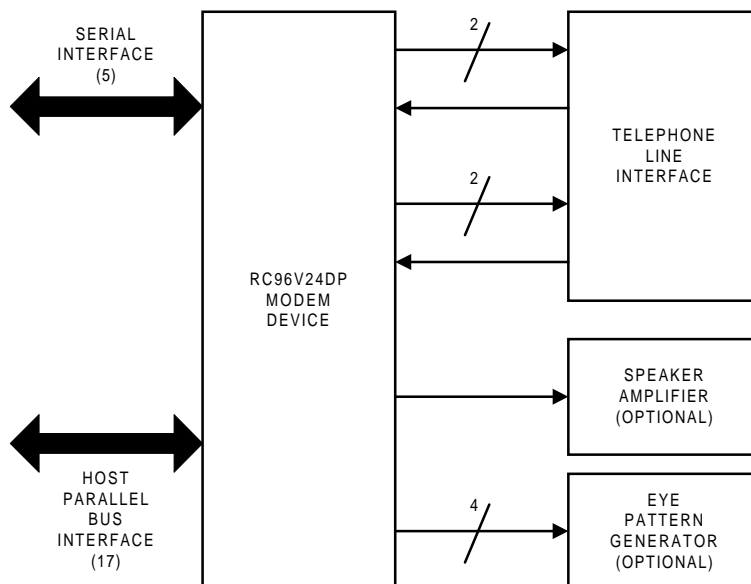 SERIAL
INTERFACE
(5)
2
TELEPHONE
LINE
INTERFACE
2
RC96V24DP
MODEM
DEVICE
SPEAKER
AMPLIFIER
(OPTIONAL)
HOST
PARALLEL
BUS
INTERFACE
(17)
4
EYE
PATTERN
GENERATOR
(OPTIONAL)